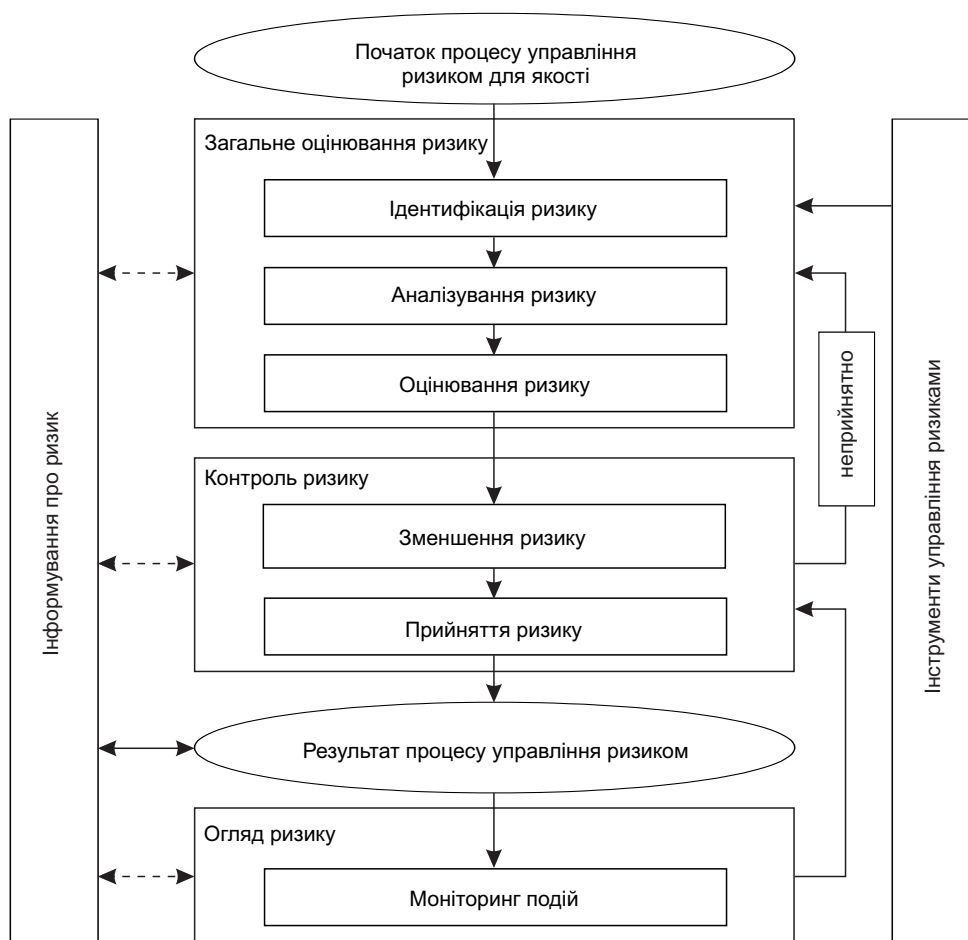 Початок процесу управління
ризиком для якості
Загальне оцінювання ризику
Ідентифікація ризику
Аналізування ризику
Оцінювання ризику
неприйнятно
Контроль ризику
Зменшення ризику
Прийняття ризику
Інформування про ризик
Інструменти управління ризиками
Результат процесу управління ризиком
Огляд ризику
Моніторинг подій